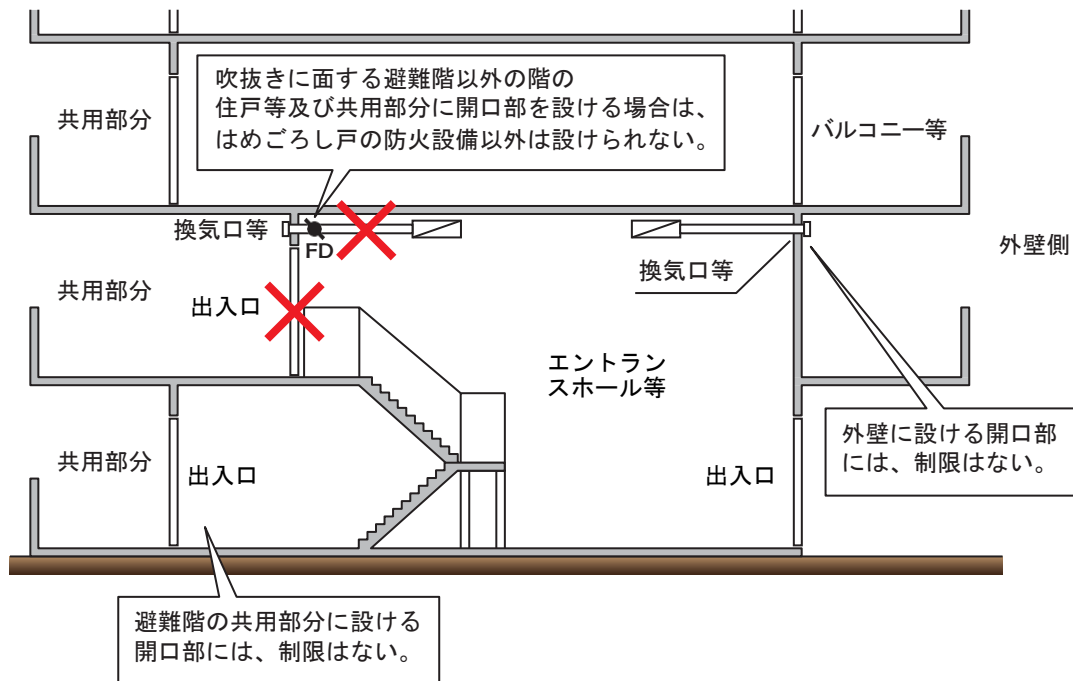 吹抜きに面する避難階以外の階の
住戸等及び共用部分に開口部を設ける場合は、
はめごろし戸の防火設備以外は設けられない。
共用部分
バルコニー等
換気口等
FD
換気口等
外壁側
共用部分
出入口
エントラン
スホール等
外壁に設ける開口部
には、制限はない。
共用部分
出入口
出入口
避難階の共用部分に設ける
開口部には、制限はない。